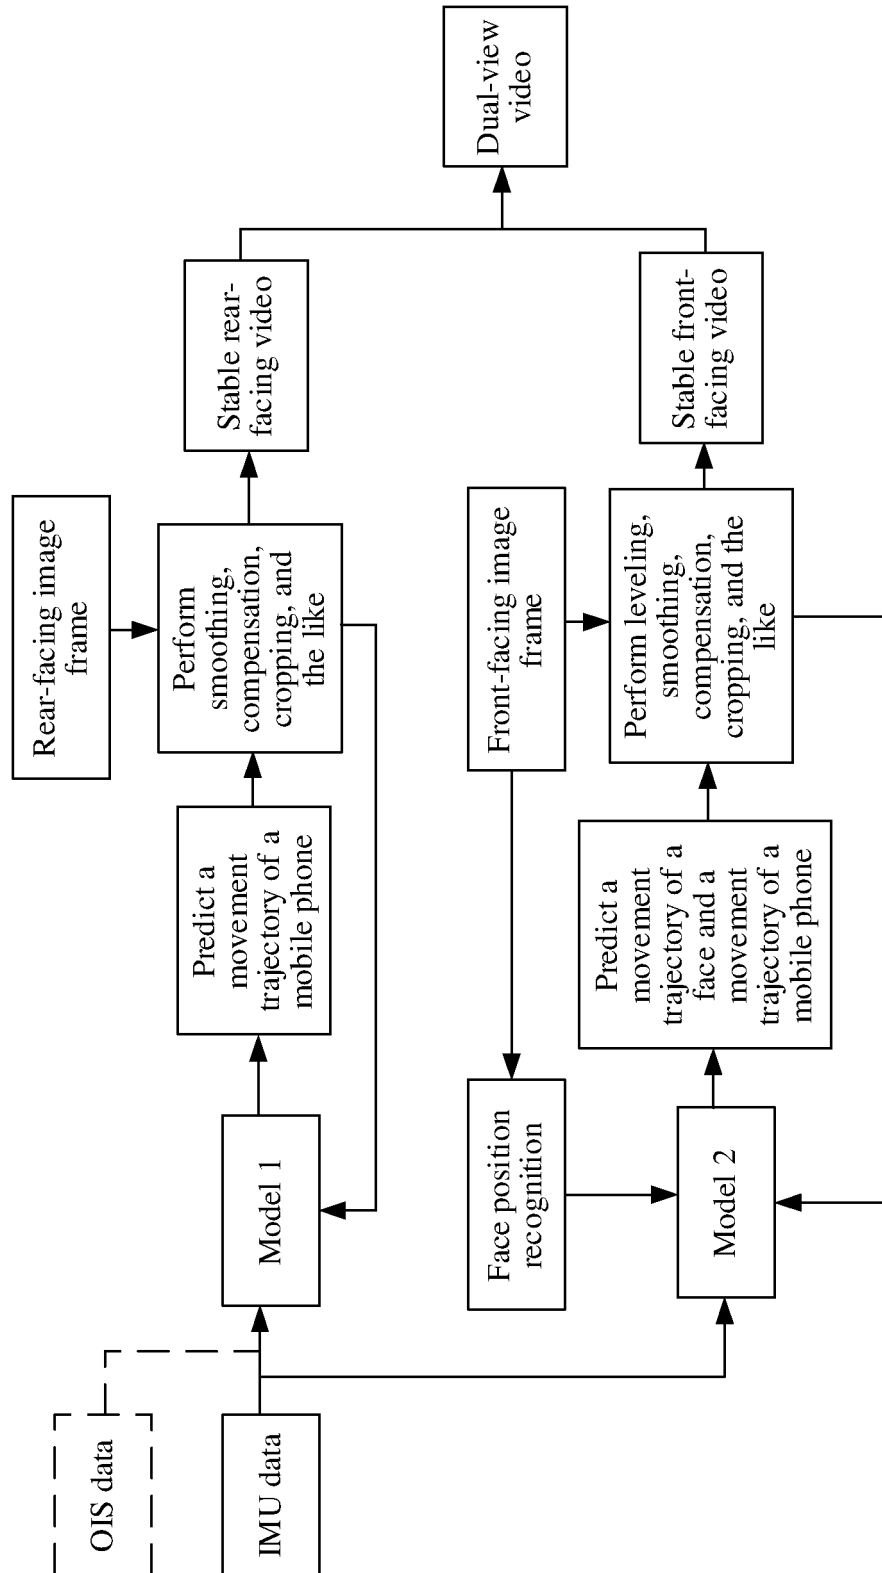 OIS data
IMU data
Model 1
Predict a
movement
trajectory of a
mobile phone
Rear-facing image
frame
Perform
smoothing,
compensation,
cropping, and
the like
Stable rear-
facing video
Face position
recognition
Model 2
Predict a
movement
trajectory of a
face and a
movement
trajectory of a
mobile phone
Front-facing image
frame
Perform leveling,
smoothing,
compensation,
cropping, and the
like
Stable front-
facing video
Dual-view
video